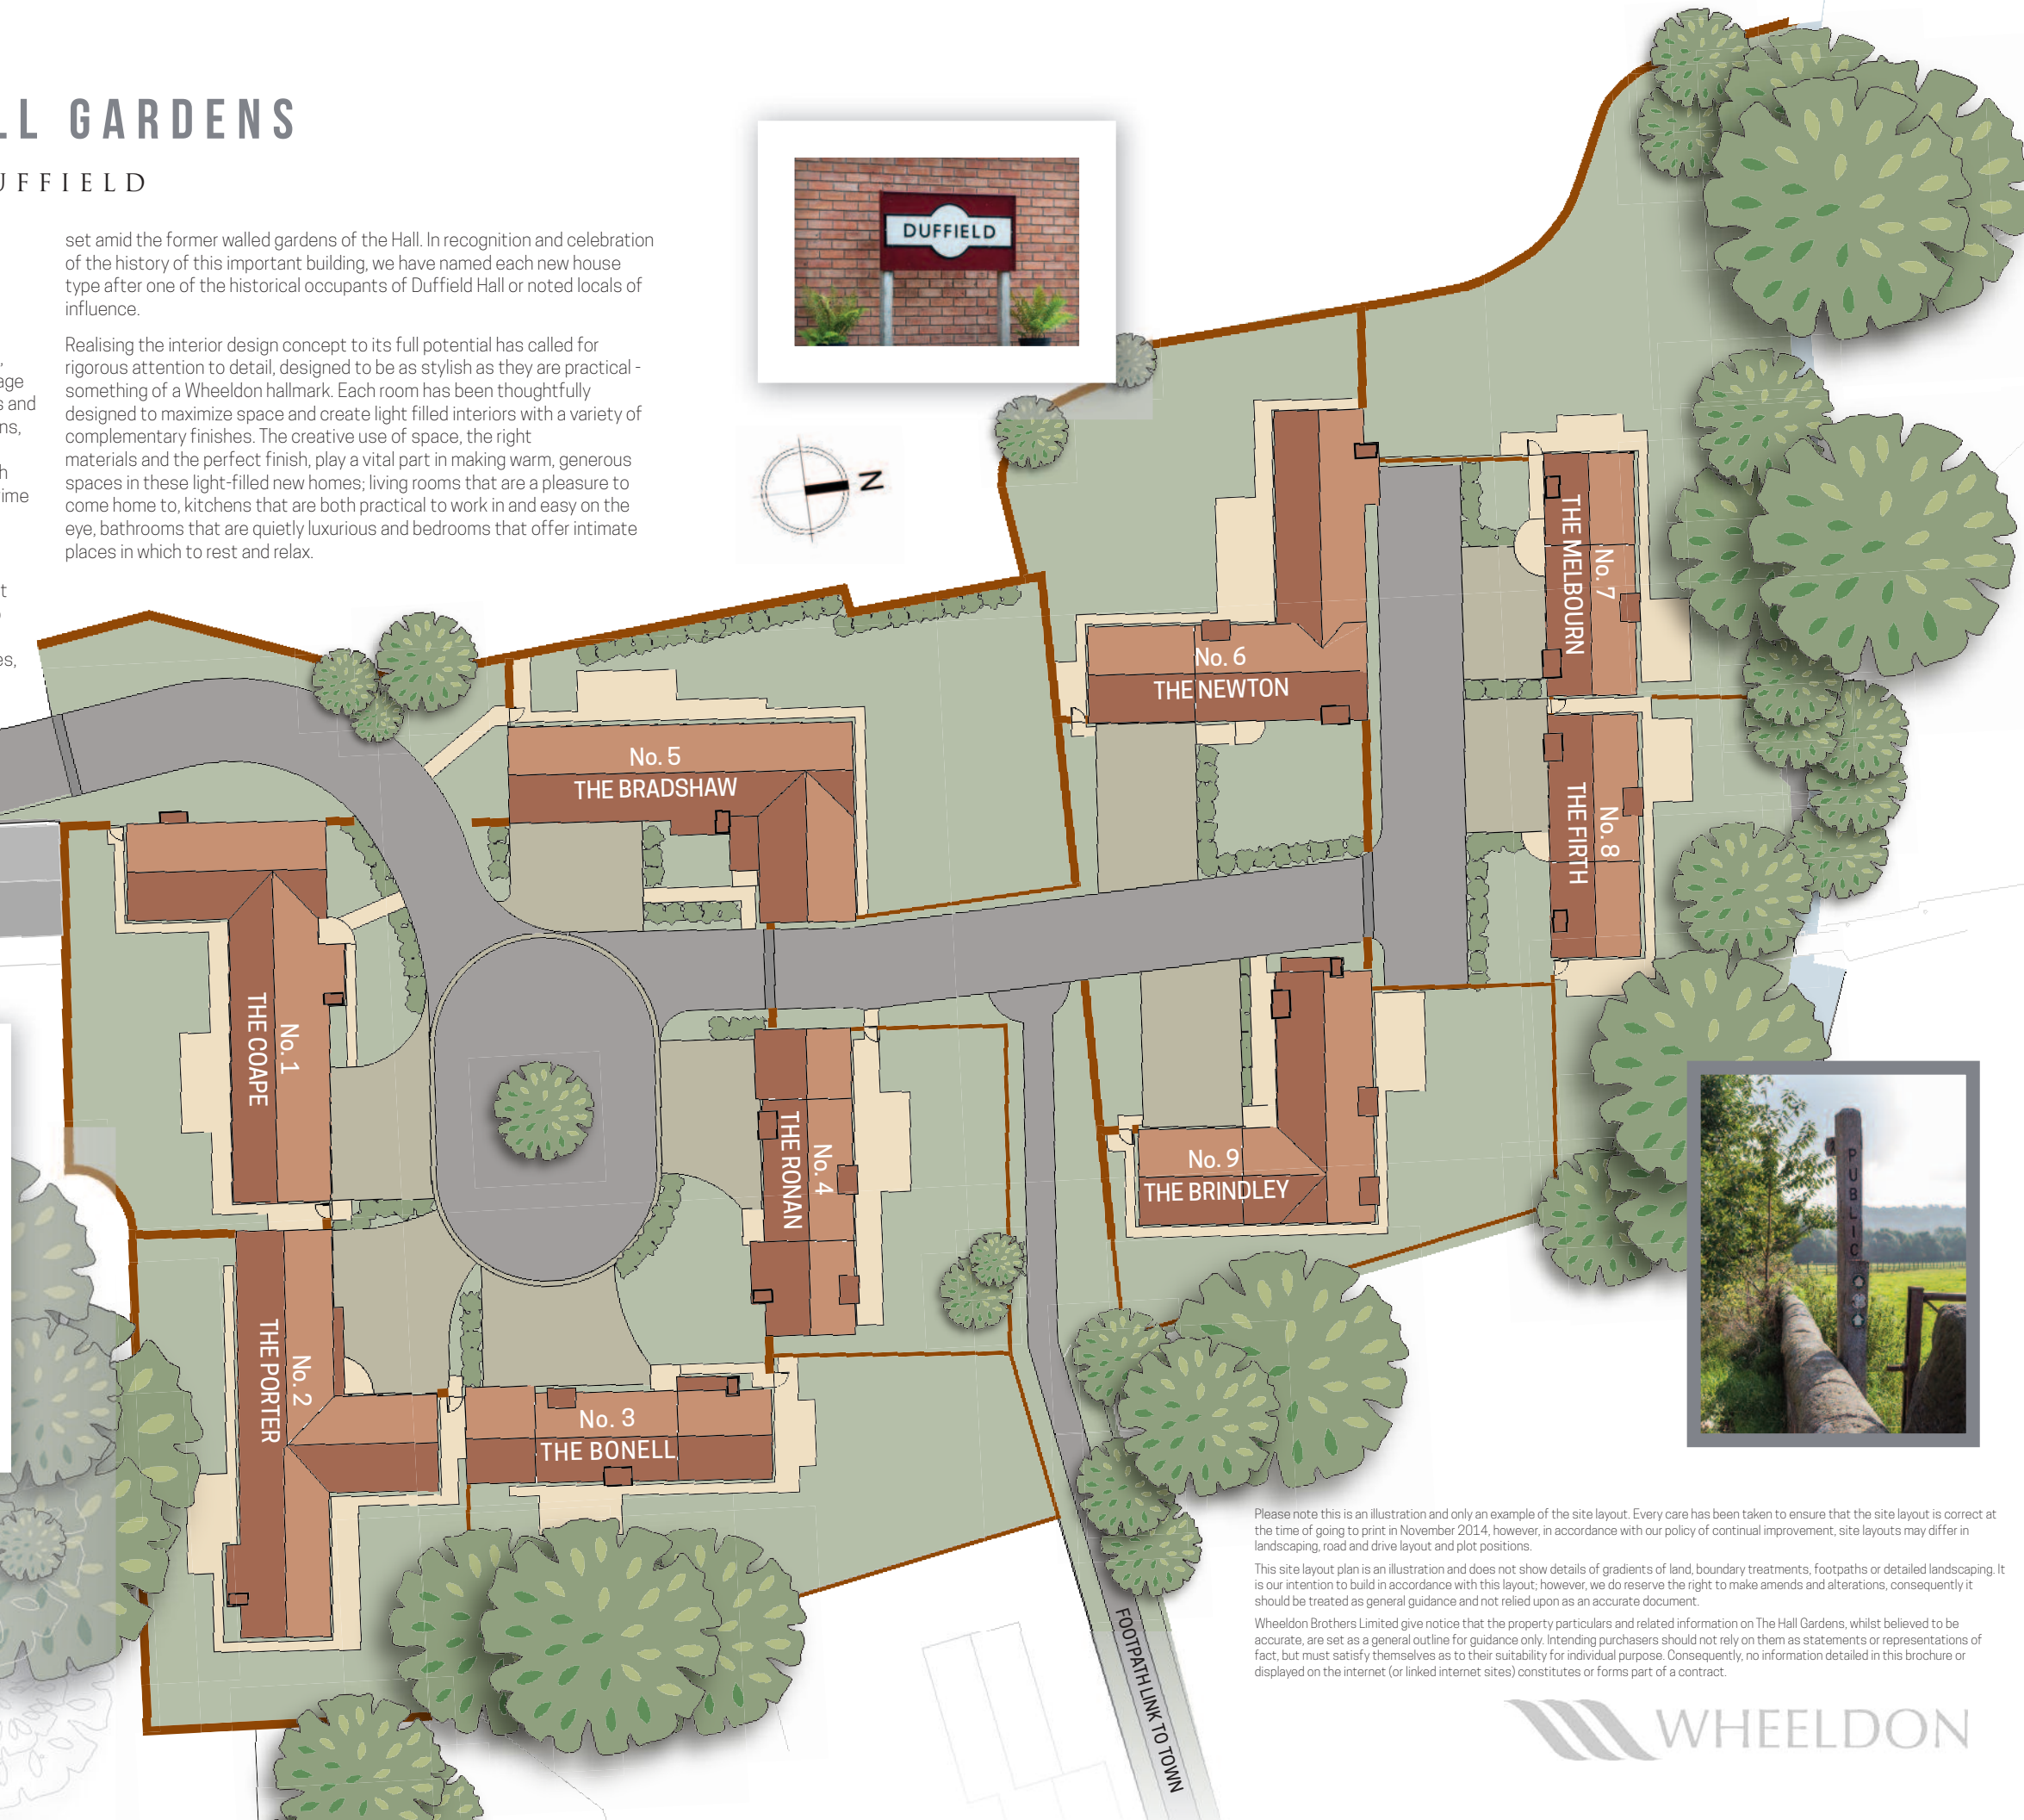 LL GARDENS
UFFIELD
set amid the former walled gardens of the Hall. In recognition and celebration
of the history of this important building, we have named each new house
type after one of the historical occupants of Duffield Hall or noted locals of
influence.
Realising the interior design concept to its full potential has called for
rigorous attention to detail, designed to be as stylish as they are practical -
something of a Wheeldon hallmark. Each room has been thoughtfully
designed to maximize space and create light filled interiors with a variety of
complementary finishes. The creative use of space, the right
materials and the perfect finish, play a vital part in making warm, generous
spaces in these light-filled new homes; living rooms that are a pleasure to
come home to, kitchens that are both practical to work in and easy on the
eye, bathrooms that are quietly luxurious and bedrooms that offer intimate
places in which to rest and relax.
DUFFIELD
N
No. 7
THE MELBOURN
No. 6
THE NEWTON
No. 5
THE BRADSHAW
No. 8
THE FIRTH
No. 1
THE COAPE
No. 4
THE RONAN
No. 9
THE BRINDLEY
No. 2
THE PORTER
No. 3
THE BONELL
PUBLIC
FOOTPATH LINK TO TOWN
Please note this is an illustration and only an example of the site layout. Every care has been taken to ensure that the site layout is correct at
the time of going to print in November 2014, however, in accordance with our policy of continual improvement, site layouts may differ in
landscaping, road and drive layout and plot positions.
This site layout plan is an illustration and does not show details of gradients of land, boundary treatments, footpaths or detailed landscaping. It
is our intention to build in accordance with this layout; however, we do reserve the right to make amends and alterations, consequently it
should be treated as general guidance and not relied upon as an accurate document.
Wheeldon Brothers Limited give notice that the property particulars and related information on The Hall Gardens, whilst believed to be
accurate, are set as a general outline for guidance only. Intending purchasers should not rely on them as statements or representations of
fact, but must satisfy themselves as to their suitability for individual purpose. Consequently, no information detailed in this brochure or
displayed on the internet (or linked internet sites) constitutes or forms part of a contract.
WHEELDON